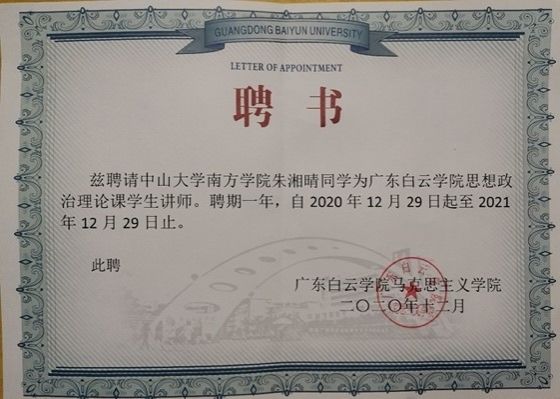 GUANGDONG BAIYUN UNIVERSITY
LETTER OF APPOINTMENT
聘书
兹聘请中山大学南方学院朱湘晴同学为广东白云学院思想政
治理论课学生讲师。聘期一年，自 2020 年 12 月 29 日起至 2021
年 12 月 29 日止。
此聘
广东白云学院马克思主义学院
二〇二〇年十二月